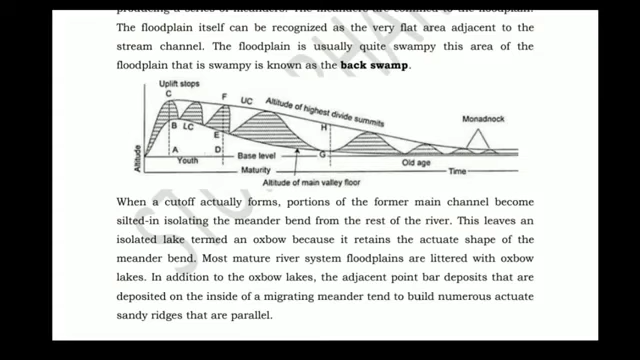 The floodplain itself can be recognized as the very flat area adjacent to the
stream channel. The floodplain is usually quite swampy this area of the
floodplain that is swampy is known as the back swamp.
Uplift stops
C
F
UC
Altitude of highest divide summits
B LC
E
H
Monadnock
A
D
G
Altitude
Youth
Base level
Maturity
Old age
Time
Altitude of main valley floor
When a cutoff actually forms, portions of the former main channel become
silted-in isolating the meander bend from the rest of the river. This leaves an
isolated lake termed an oxbow because it retains the actuate shape of the
meander bend. Most mature river system floodplains are littered with oxbow
lakes. In addition to the oxbow lakes, the adjacent point bar deposits that are
deposited on the inside of a migrating meander tend to build numerous actuate
sandy ridges that are parallel.